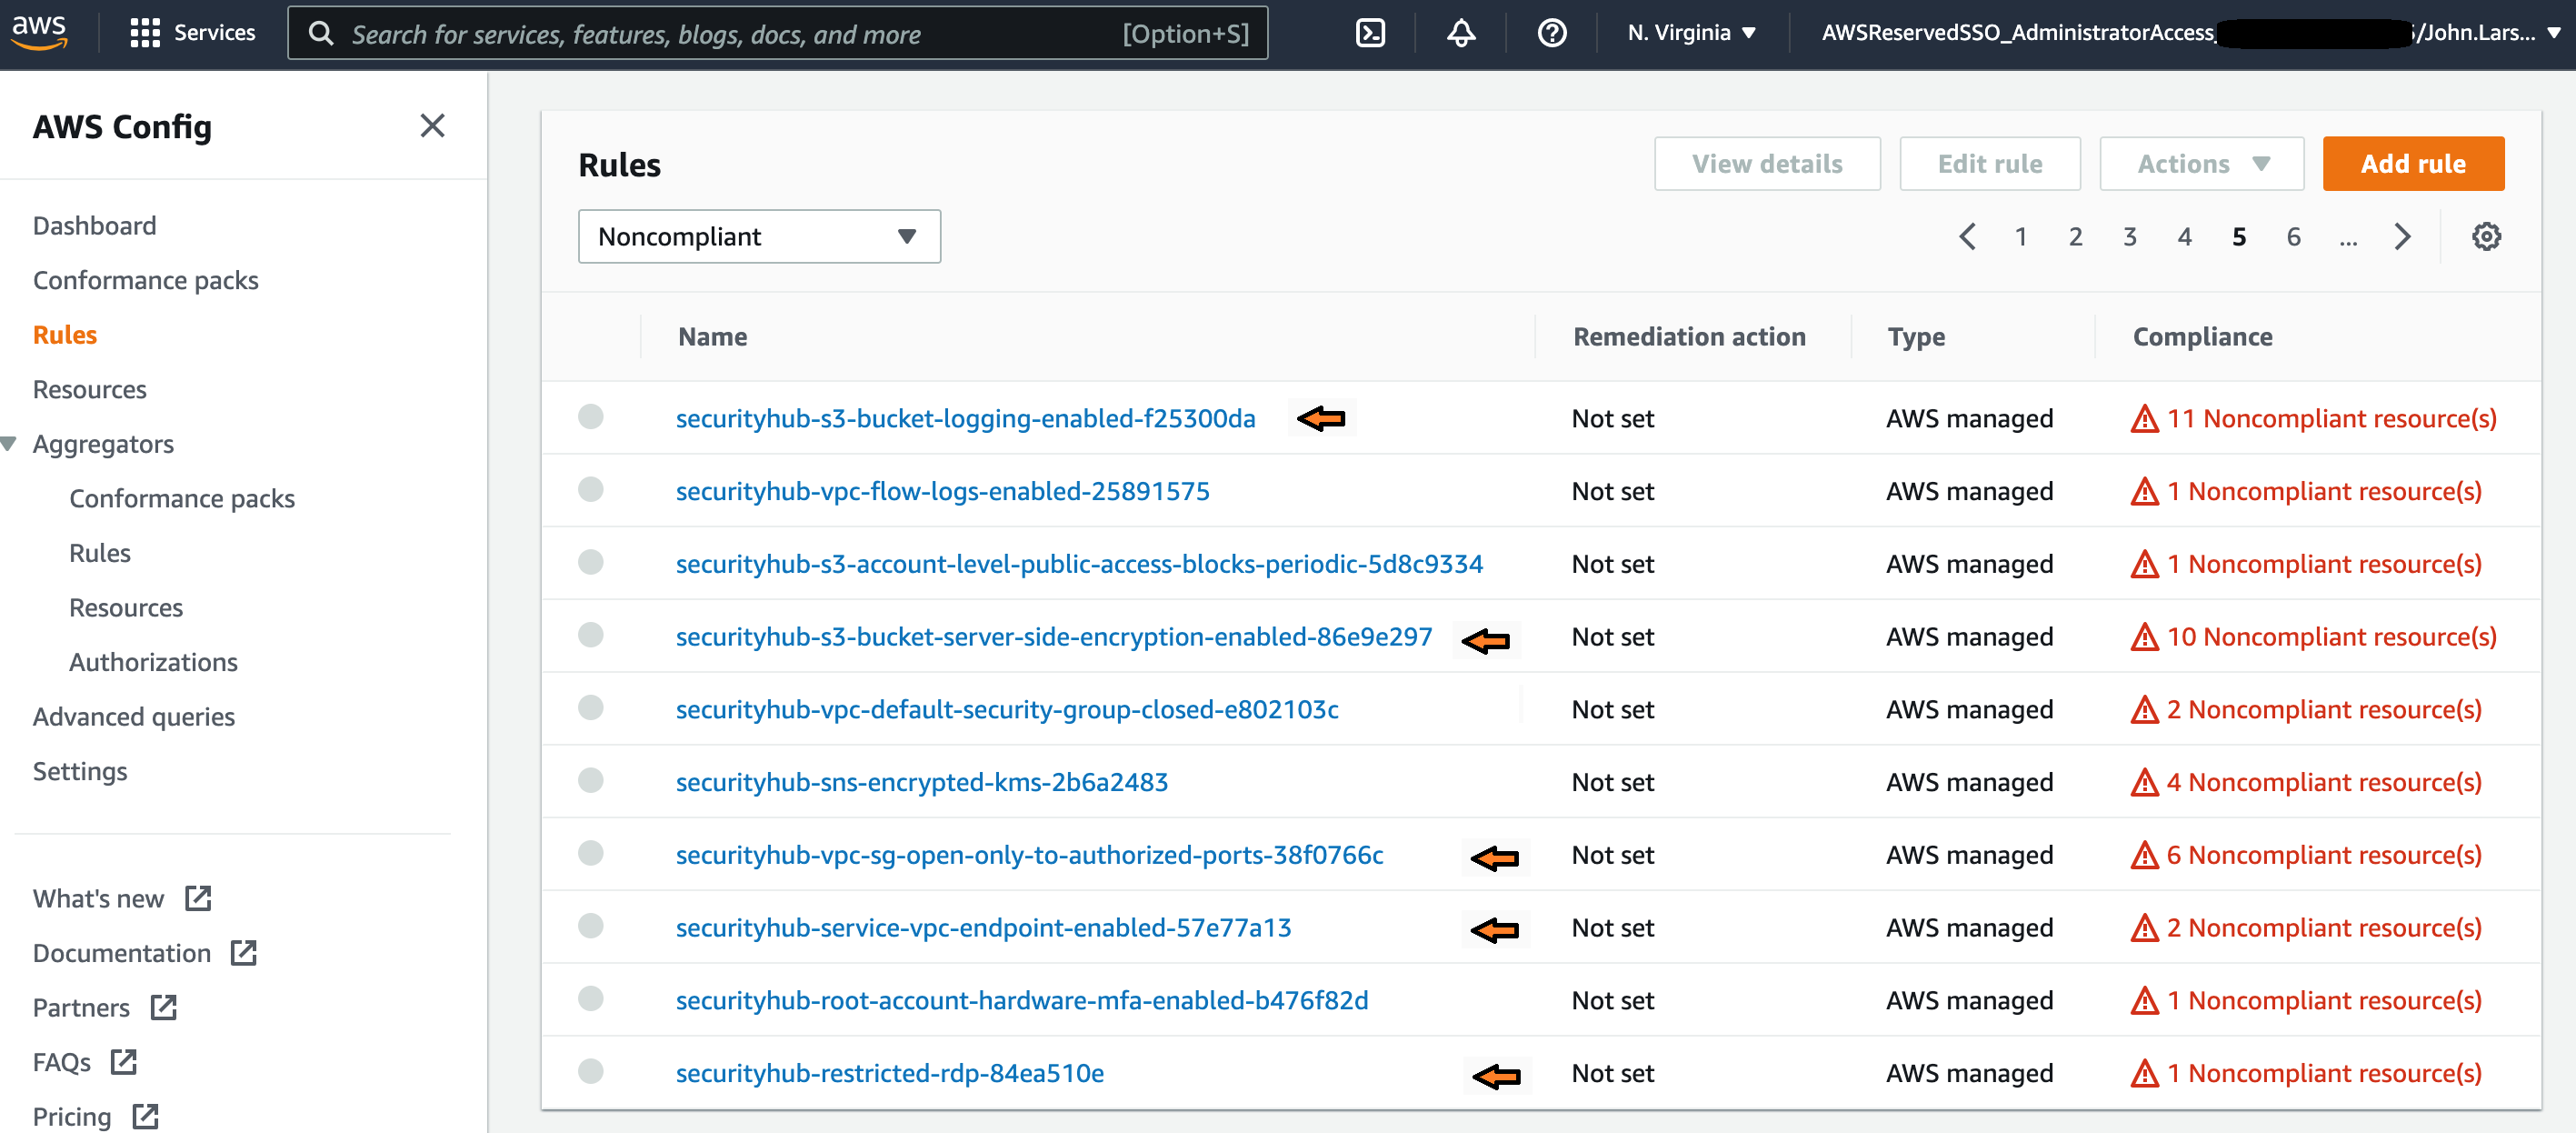 aws Services Search for services, features, blogs, docs, and more [Option+S] N. Virginia AWSReservedSSO_AdministratorAccess_ /John.Lars...
AWS Config
Dashboard
Conformance packs
Rules
Resources
Aggregators
Conformance packs
Rules
Resources
Authorizations
Advanced queries
Settings
What's new
Documentation
Partners
FAQs
Pricing
Rules View details Edit rule Actions Add rule
Noncompliant 1 2 3 4 5 6 ...
Name Remediation action Type Compliance
securityhub-s3-bucket-logging-enabled-f25300da Not set AWS managed 11 Noncompliant resource(s)
securityhub-vpc-flow-logs-enabled-25891575 Not set AWS managed 1 Noncompliant resource(s)
securityhub-s3-account-level-public-access-blocks-periodic-5d8c9334 Not set AWS managed 1 Noncompliant resource(s)
securityhub-s3-bucket-server-side-encryption-enabled-86e9e297 Not set AWS managed 10 Noncompliant resource(s)
securityhub-vpc-default-security-group-closed-e802103c Not set AWS managed 2 Noncompliant resource(s)
securityhub-sns-encrypted-kms-2b6a2483 Not set AWS managed 4 Noncompliant resource(s)
securityhub-vpc-sg-open-only-to-authorized-ports-38f0766c Not set AWS managed 6 Noncompliant resource(s)
securityhub-service-vpc-endpoint-enabled-57e77a13 Not set AWS managed 2 Noncompliant resource(s)
securityhub-root-account-hardware-mfa-enabled-b476f82d Not set AWS managed 1 Noncompliant resource(s)
securityhub-restricted-rdp-84ea510e Not set AWS managed 1 Noncompliant resource(s)